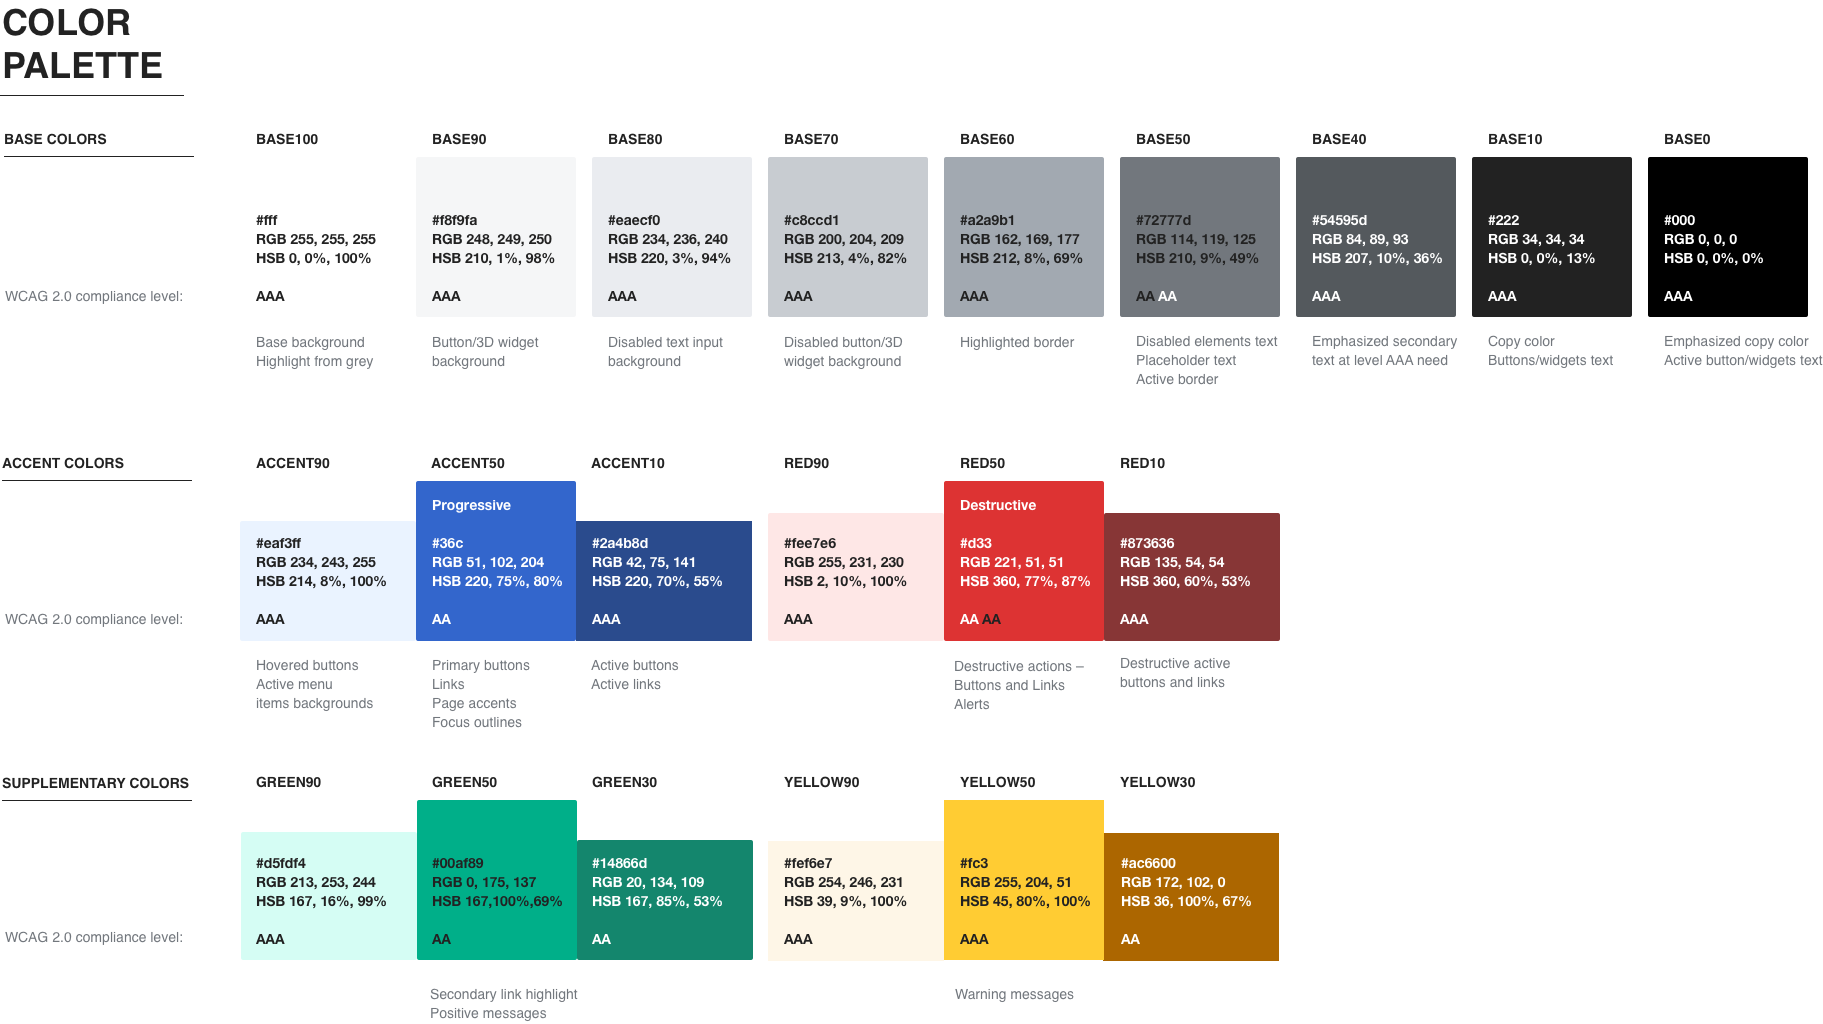 COLOR
PALETTE
BASE COLORS
BASE100
BASE90
BASE80
BASE70
BASE60
BASE50
BASE40
BASE10
BASE0
#fff
RGB 255, 255, 255
HSB 0, 0%, 100%
#f8f9fa
RGB 248, 249, 250
HSB 210, 1%, 98%
#eaecf0
RGB 234, 236, 240
HSB 220, 3%, 94%
#c8ccd1
RGB 200, 204, 209
HSB 213, 4%, 82%
#a2a9b1
RGB 162, 169, 177
HSB 212, 8%, 69%
#72777d
RGB 114, 119, 125
HSB 210, 9%, 49%
#54595d
RGB 84, 89, 93
HSB 207, 10%, 36%
#222
RGB 34, 34, 34
HSB 0, 0%, 13%
#000
RGB 0, 0, 0
HSB 0, 0%, 0%
WCAG 2.0 compliance level:
AAA
AAA
AAA
AAA
AAA
AA AA
AAA
AAA
AAA
Base background
Highlight from grey
Button/3D widget
background
Disabled text input
background
Disabled button/3D
widget background
Highlighted border
Disabled elements text
Placeholder text
Active border
Emphasized secondary
text at level AAA need
Copy color
Buttons/widgets text
Emphasized copy color
Active button/widgets text
ACCENT COLORS
ACCENT90
ACCENT50
ACCENT10
RED90
RED50
RED10
#eaf3ff
RGB 234, 243, 255
HSB 214, 8%, 100%
Progressive
#36c
RGB 51, 102, 204
HSB 220, 75%, 80%
#2a4b8d
RGB 42, 75, 141
HSB 220, 70%, 55%
#fee7e6
RGB 255, 231, 230
HSB 2, 10%, 100%
Destructive
#d33
RGB 221, 51, 51
HSB 360, 77%, 87%
#873636
RGB 135, 54, 54
HSB 360, 60%, 53%
WCAG 2.0 compliance level:
AAA
AA
AAA
AAA
AA AA
AAA
Hovered buttons
Active menu
items backgrounds
Primary buttons
Links
Page accents
Focus outlines
Active buttons
Active links
Destructive actions –
Buttons and Links
Alerts
Destructive active
buttons and links
SUPPLEMENTARY COLORS
GREEN90
GREEN50
GREEN30
YELLOW90
YELLOW50
YELLOW30
#d5fdf4
RGB 213, 253, 244
HSB 167, 16%, 99%
#00af89
RGB 0, 175, 137
HSB 167,100%,69%
#14866d
RGB 20, 134, 109
HSB 167, 85%, 53%
#fef6e7
RGB 254, 246, 231
HSB 39, 9%, 100%
#fc3
RGB 255, 204, 51
HSB 45, 80%, 100%
#ac6600
RGB 172, 102, 0
HSB 36, 100%, 67%
WCAG 2.0 compliance level:
AAA
AA
AA
AAA
AAA
AA
Secondary link highlight
Positive messages
Warning messages